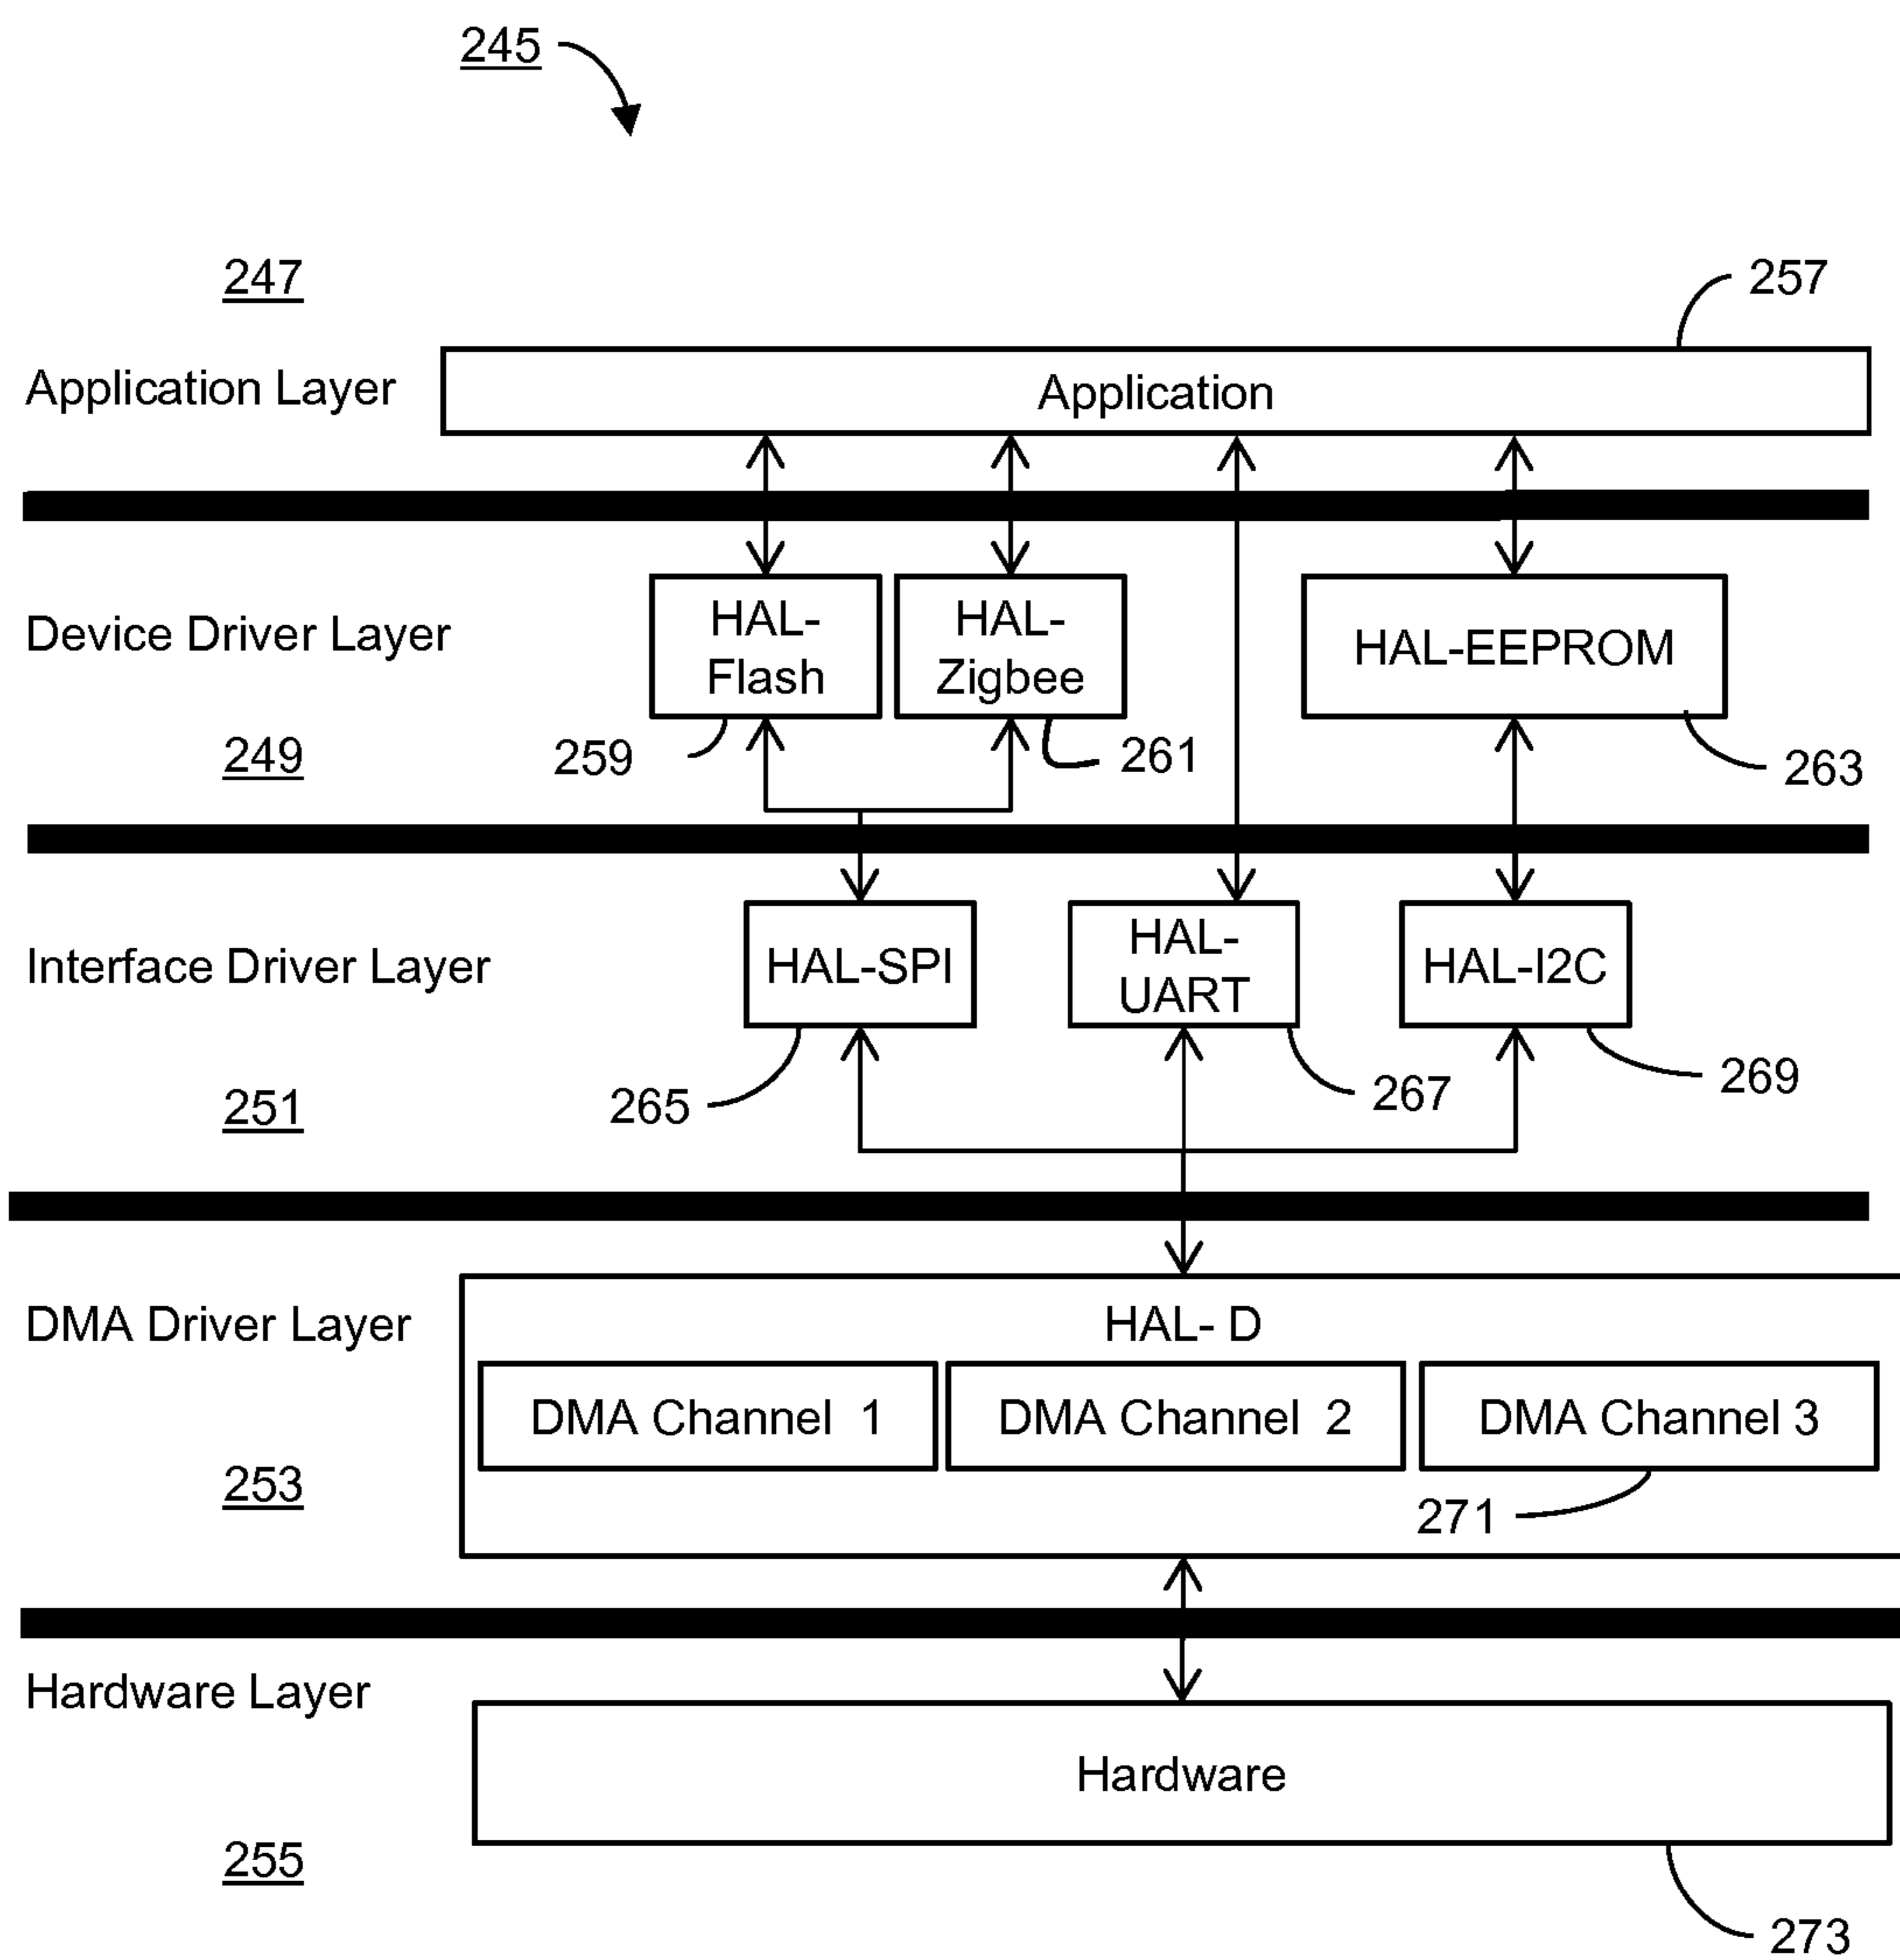 245
247
257
Application Layer
Application
Device Driver Layer
HAL-
Flash
HAL-
Zigbee
HAL-EEPROM
249
259
261
263
Interface Driver Layer
HAL-SPI
HAL-
UART
HAL-I2C
251
265
267
269
DMA Driver Layer
HAL- D
DMA Channel 1
DMA Channel 2
DMA Channel 3
253
271
Hardware Layer
Hardware
255
273